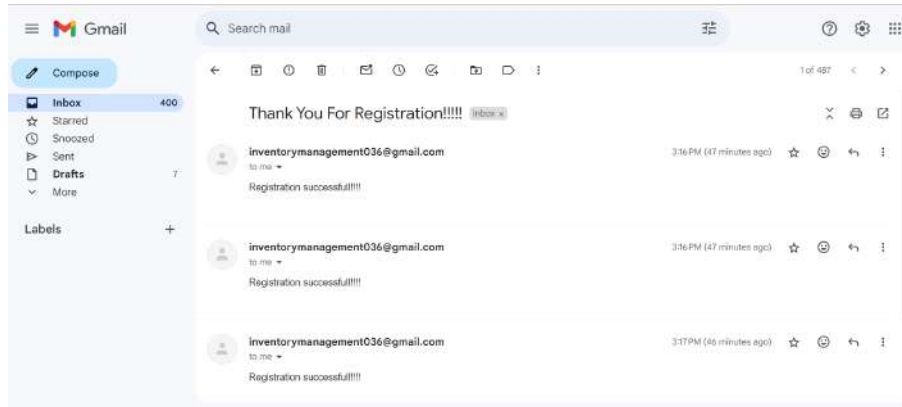 Gmail
Search mail
Compose
1 of 487
Inbox 400
Starred
Snoozed
Sent
Drafts 7
More
Labels
Thank You For Registration!!!!! Inbox x
inventorymanagement036@gmail.com 3:16 PM (47 minutes ago)
to me
Registration successfull!!!!
inventorymanagement036@gmail.com 3:16 PM (47 minutes ago)
to me
Registration successfull!!!!
inventorymanagement036@gmail.com 3:17 PM (46 minutes ago)
to me
Registration successfull!!!!